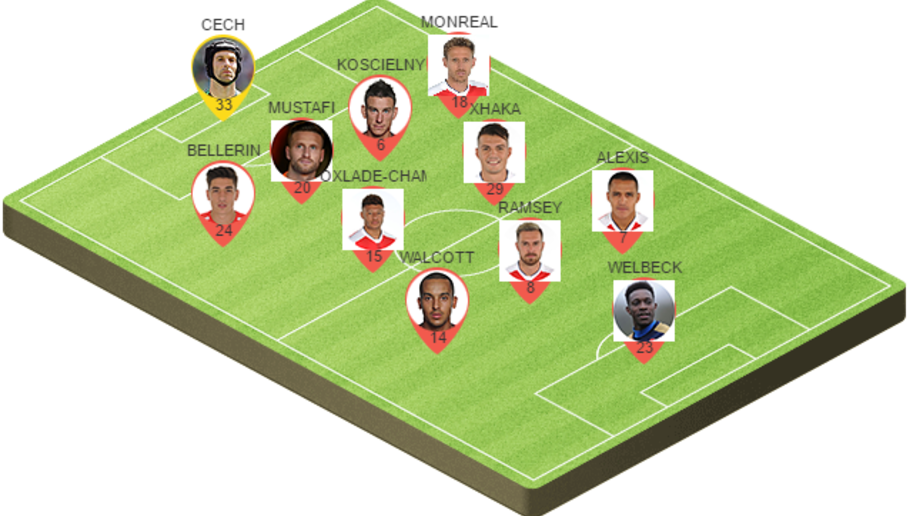 CECH
33
MONREAL
18
KOSCIELNY
6
MUSTAFI
20
XHAKA
29
BELLERIN
24
OXLADE-CHAM
15
ALEXIS
7
RAMSEY
8
WALCOTT
14
WELBECK
23